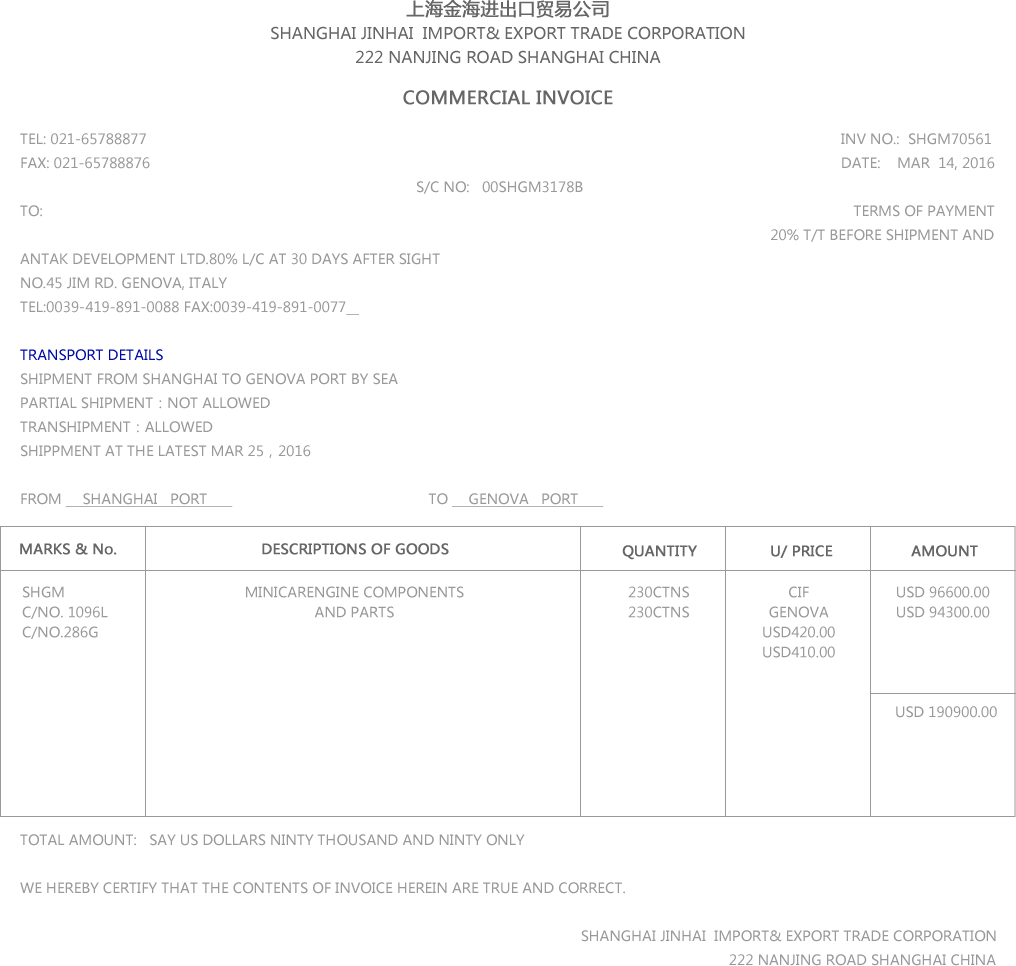 上海金海进出口贸易公司
SHANGHAI JINHAI IMPORT& EXPORT TRADE CORPORATION
222 NANJING ROAD SHANGHAI CHINA
COMMERCIAL INVOICE
TEL: 021-65788877 INV NO.: SHGM70561
FAX: 021-65788876 DATE: MAR 14, 2016
S/C NO: 00SHGM3178B
TO: TERMS OF PAYMENT
20% T/T BEFORE SHIPMENT AND
ANTAK DEVELOPMENT LTD.80% L/C AT 30 DAYS AFTER SIGHT
NO.45 JIM RD. GENOVA, ITALY
TEL:0039-419-891-0088 FAX:0039-419-891-0077__
TRANSPORT DETAILS
SHIPMENT FROM SHANGHAI TO GENOVA PORT BY SEA
PARTIAL SHIPMENT：NOT ALLOWED
TRANSHIPMENT：ALLOWED
SHIPPMENT AT THE LATEST MAR 25，2016
FROM __SHANGHAI PORT___ TO __GENOVA PORT___
MARKS & No. DESCRIPTIONS OF GOODS QUANTITY U/ PRICE AMOUNT
SHGM MINICARENGINE COMPONENTS 230CTNS CIF USD 96600.00
C/NO. 1096L AND PARTS 230CTNS GENOVA USD 94300.00
C/NO.286G USD420.00
USD410.00
USD 190900.00
TOTAL AMOUNT: SAY US DOLLARS NINTY THOUSAND AND NINTY ONLY
WE HEREBY CERTIFY THAT THE CONTENTS OF INVOICE HEREIN ARE TRUE AND CORRECT.
SHANGHAI JINHAI IMPORT& EXPORT TRADE CORPORATION
222 NANJING ROAD SHANGHAI CHINA